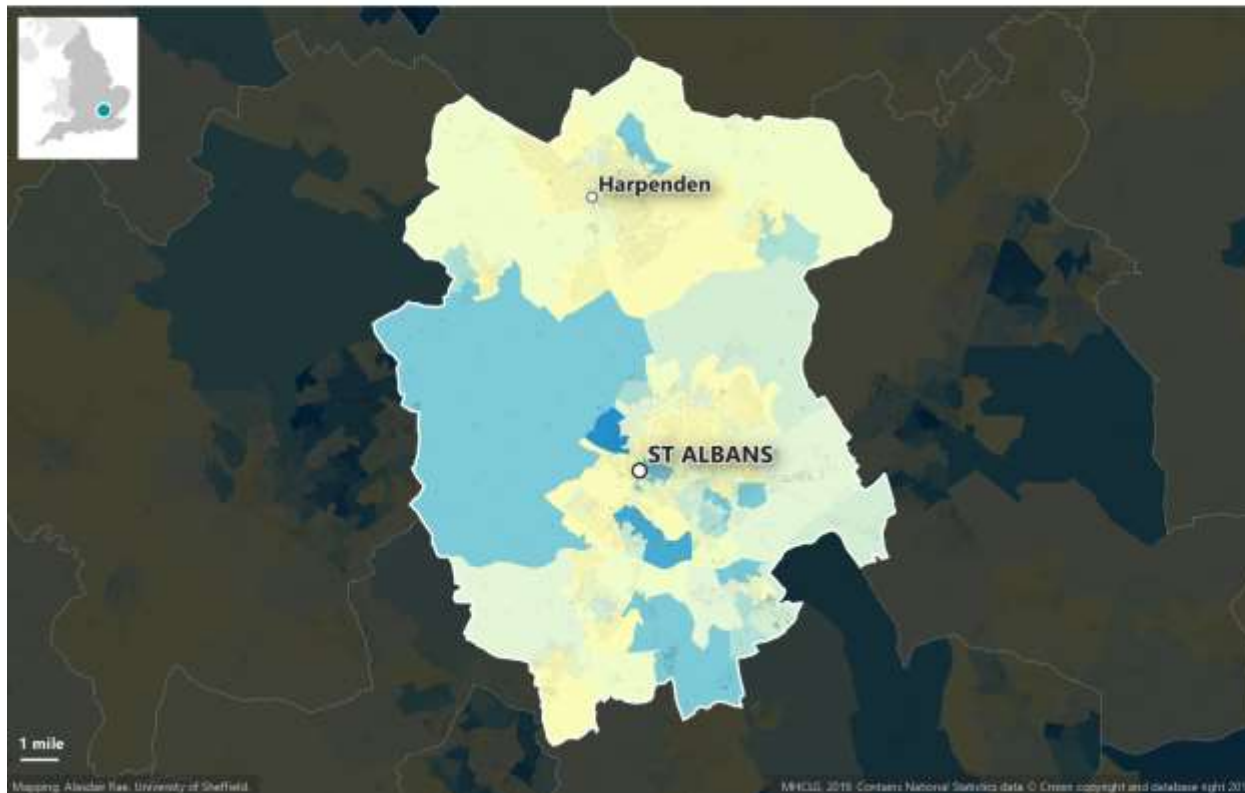 Harpenden
ST ALBANS
1 mile
Mapping: Alasdair Rae, University of Sheffield.
MHCLG, 2019. Contains National Statistics data. © Crown copyright and database right